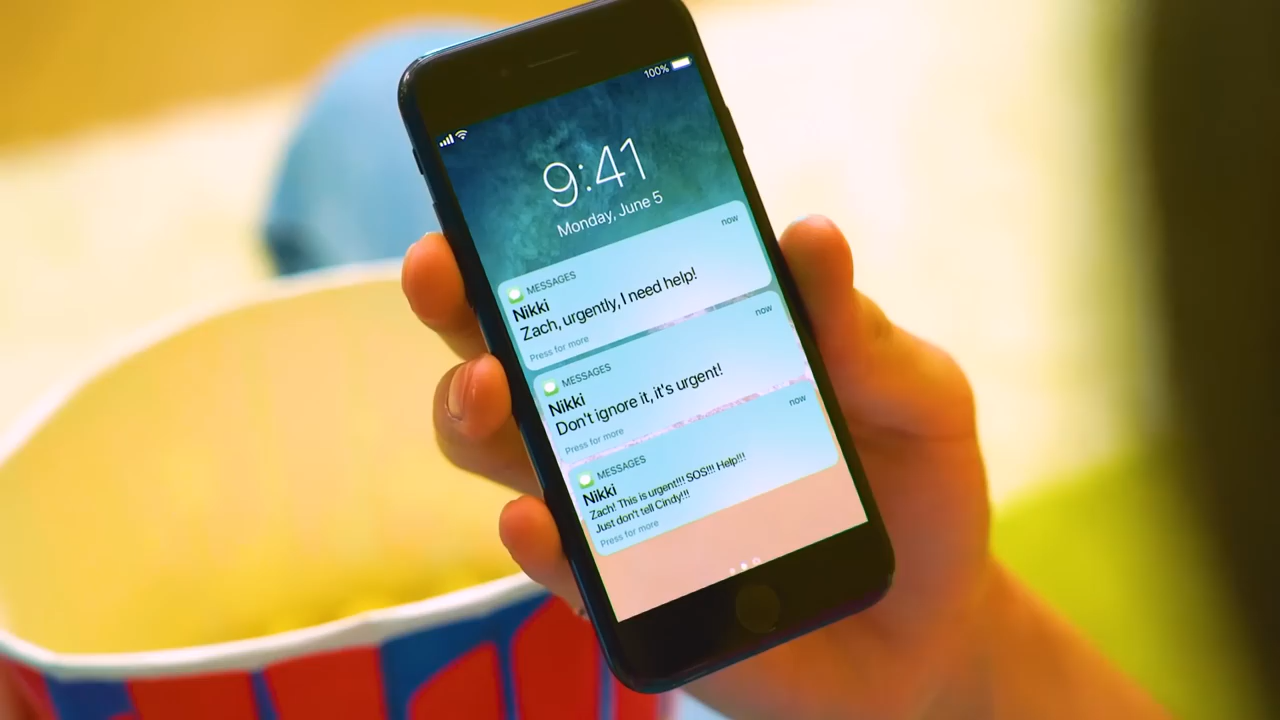 100%
9:41
Monday, June 5
MESSAGES
now
Nikki
Zach, urgently, I need help!
Press for more
MESSAGES
now
Nikki
Don't ignore it, it's urgent!
Press for more
MESSAGES
now
Nikki
Zach! This is urgent!!! SOS!!! Help!!!
Just don't tell Cindy!!!
Press for more